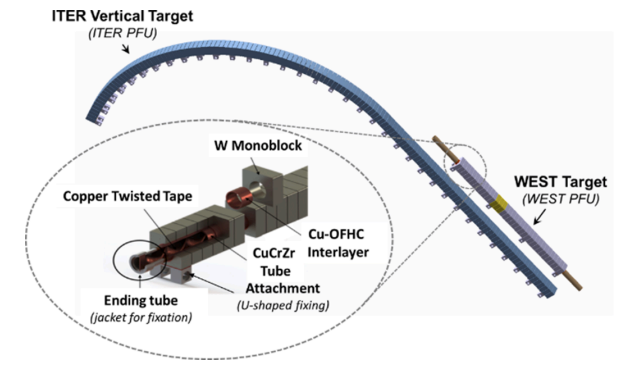 ITER Vertical Target
(ITER PFU)
W Monoblock
Copper Twisted Tape
WEST Target
(WEST PFU)
Cu-OFHC
Interlayer
CuCrZr
Tube
Attachment
(U-shaped fixing)
Ending tube
(jacket for fixation)